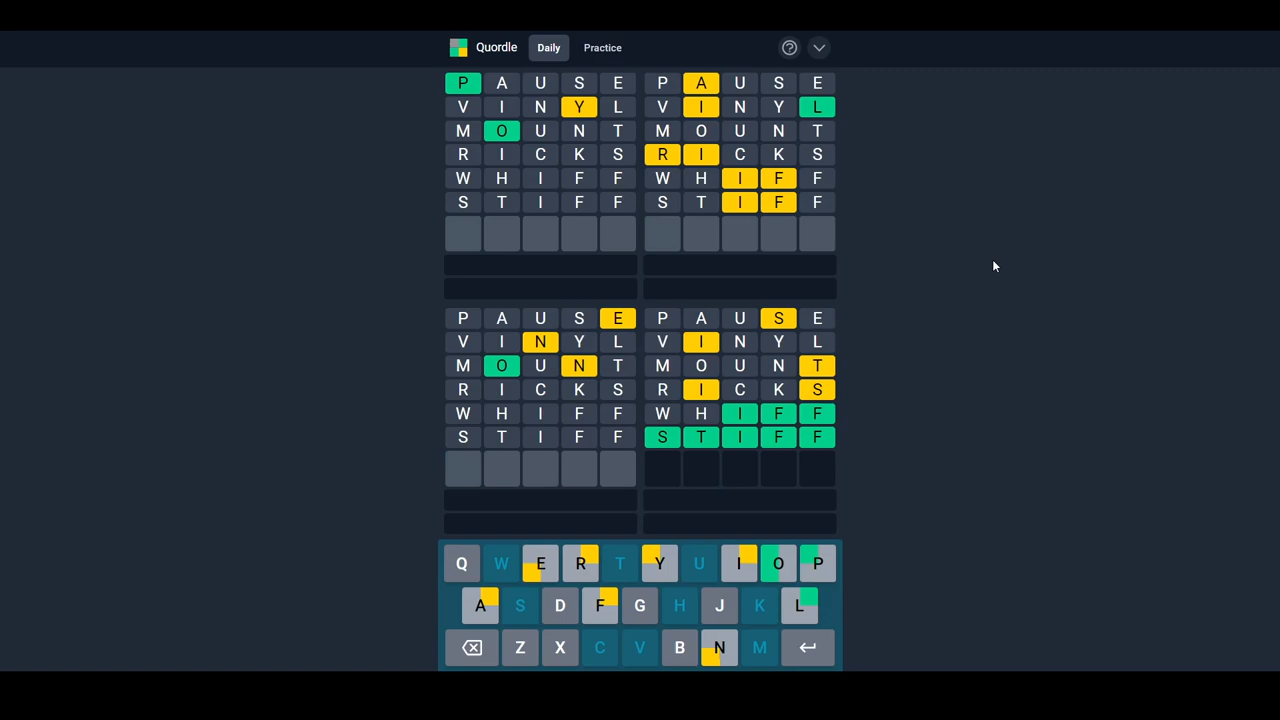 Quordle Daily Practice
P A U S E P A U S E
V I N Y L V I N Y L
M O U N T M O U N T
R I C K S R I C K S
W H I F F W H I F F
S T I F F S T I F F
P A U S E P A U S E
V I N Y L V I N Y L
M O U N T M O U N T
R I C K S R I C K S
W H I F F W H I F F
S T I F F S T I F F
Q W E R T Y U I O P
A S D F G H J K L
Z X C V B N M